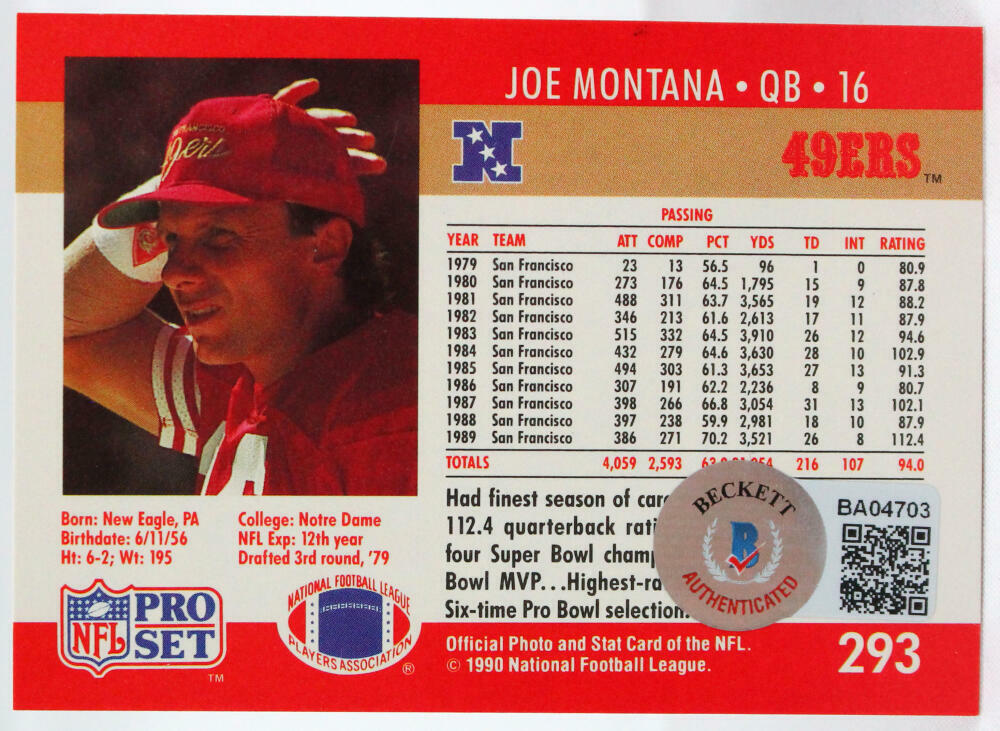 JOE MONTANA • QB • 16
49ERS™
PASSING
YEAR TEAM ATT COMP PCT YDS TD INT RATING
1979 San Francisco 23 13 56.5 96 1 0 80.9
1980 San Francisco 273 176 64.5 1,795 15 9 87.8
1981 San Francisco 488 311 63.7 3,565 19 12 88.2
1982 San Francisco 346 213 61.6 2,613 17 11 87.9
1983 San Francisco 515 332 64.5 3,910 26 12 94.6
1984 San Francisco 432 279 64.6 3,630 28 10 102.9
1985 San Francisco 494 303 61.3 3,653 27 13 91.3
1986 San Francisco 307 191 62.2 2,236 8 9 80.7
1987 San Francisco 398 266 66.8 3,054 31 13 102.1
1988 San Francisco 397 238 59.9 2,981 18 10 87.9
1989 San Francisco 386 271 70.2 3,521 26 8 112.4
TOTALS 4,059 2,593 216 107 94.0
Had finest season of
112.4 quarterback
four Super Bowl
Bowl MVP...
Six-time Pro Bowl selection.
BECKETT
B
AUTHENTICATED
BA04703
Born: New Eagle, PA
Birthdate: 6/11/56
Ht: 6-2; Wt: 195
College: Notre Dame
NFL Exp: 12th year
Drafted 3rd round, '79
NFL PRO SET™
NATIONAL FOOTBALL LEAGUE
PLAYERS ASSOCIATION®
Official Photo and Stat Card of the NFL.
© 1990 National Football League.
293
SAN FRANCISCO
49ers
N